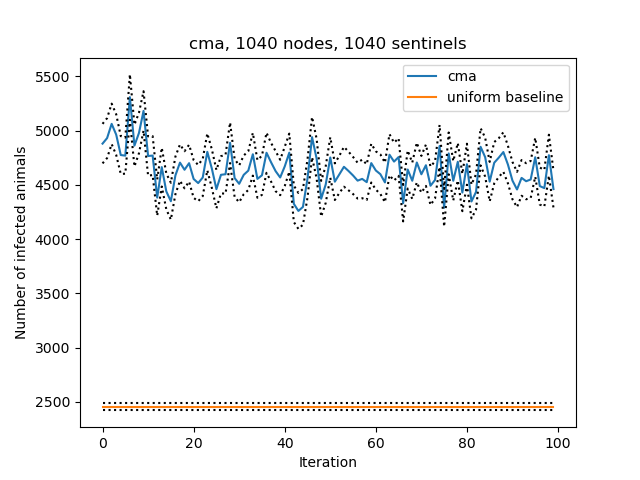 cma, 1040 nodes, 1040 sentinels
cma
uniform baseline
Number of infected animals
5500
5000
4500
4000
3500
3000
2500
0 20 40 60 80 100
Iteration